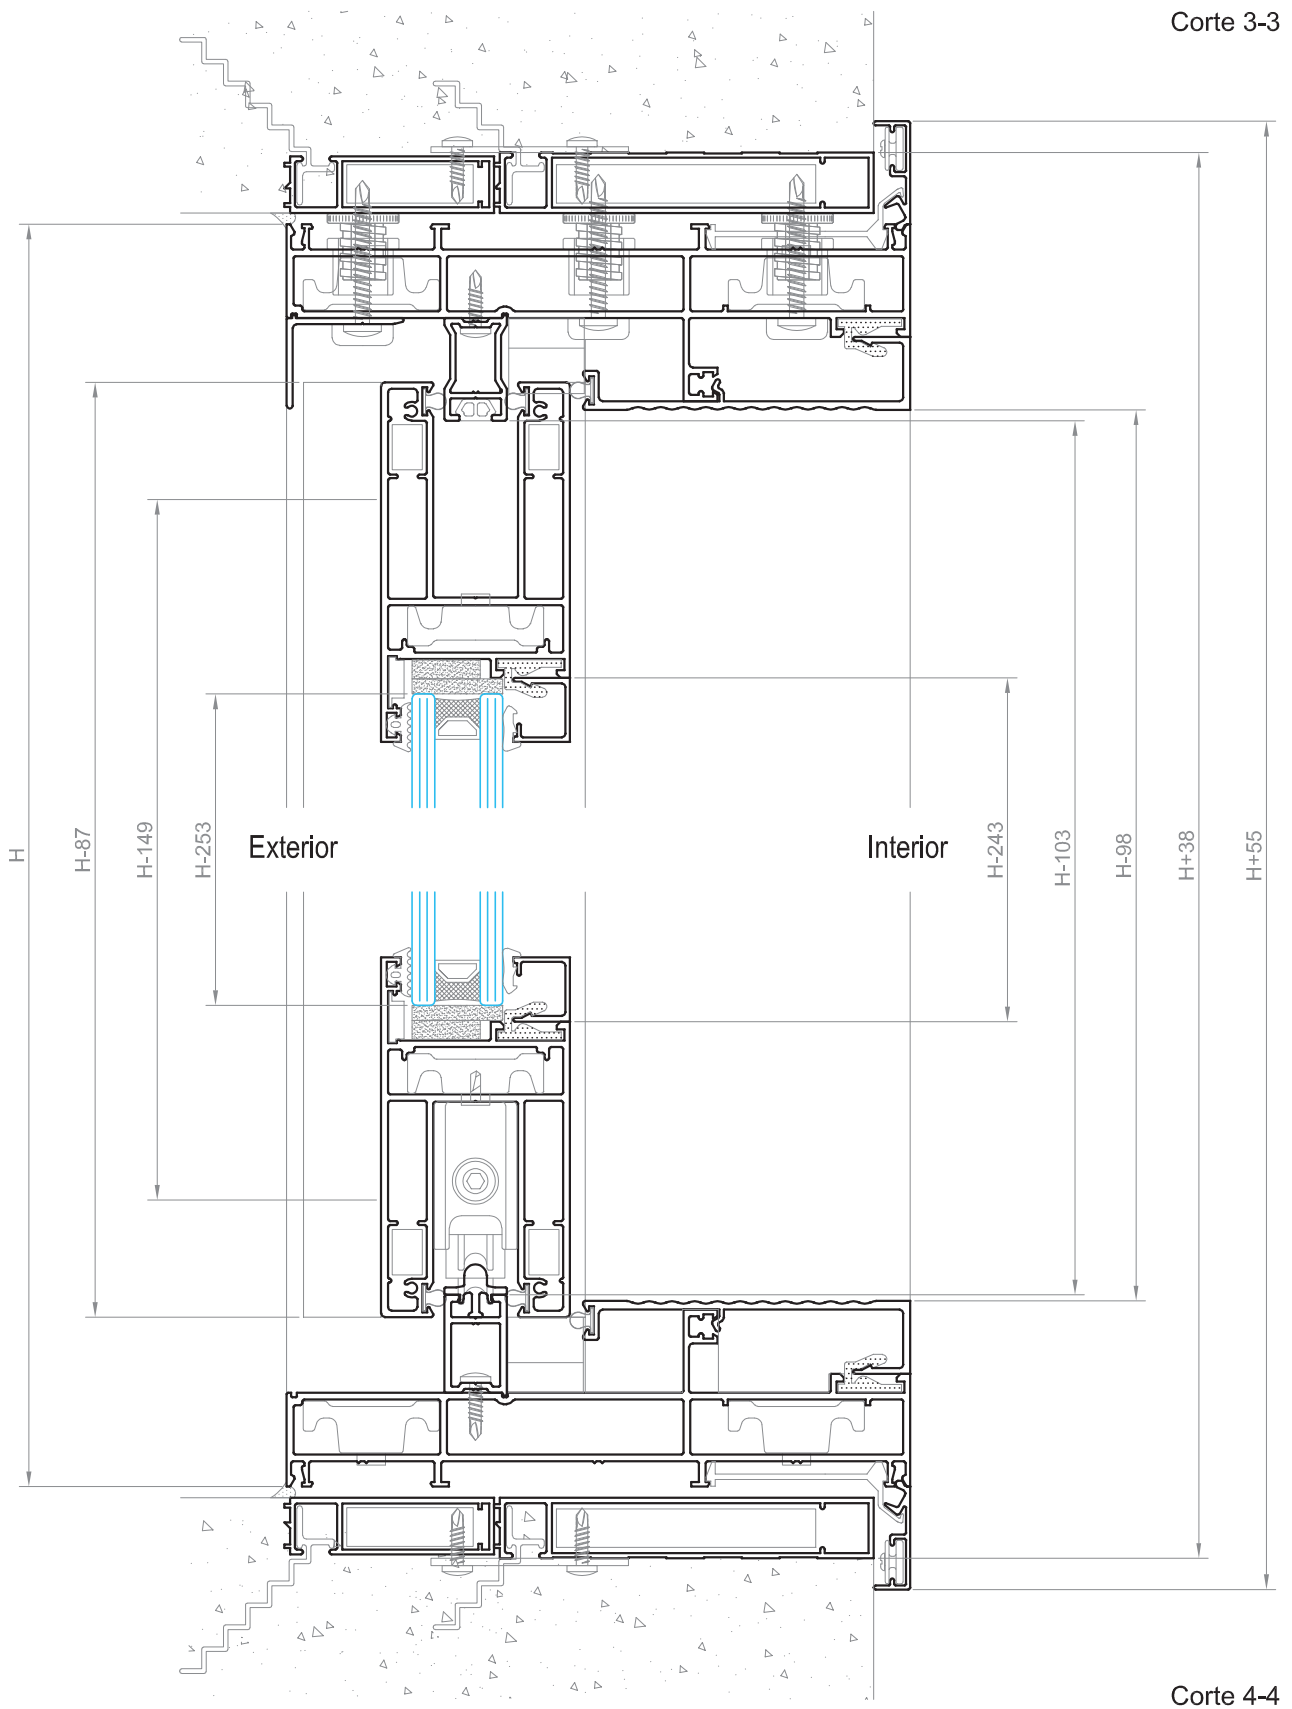 Corte 3-3
H
H-87
H-149
H-253
Exterior
Interior
H-243
H-103
H-98
H+38
H+55
Corte 4-4